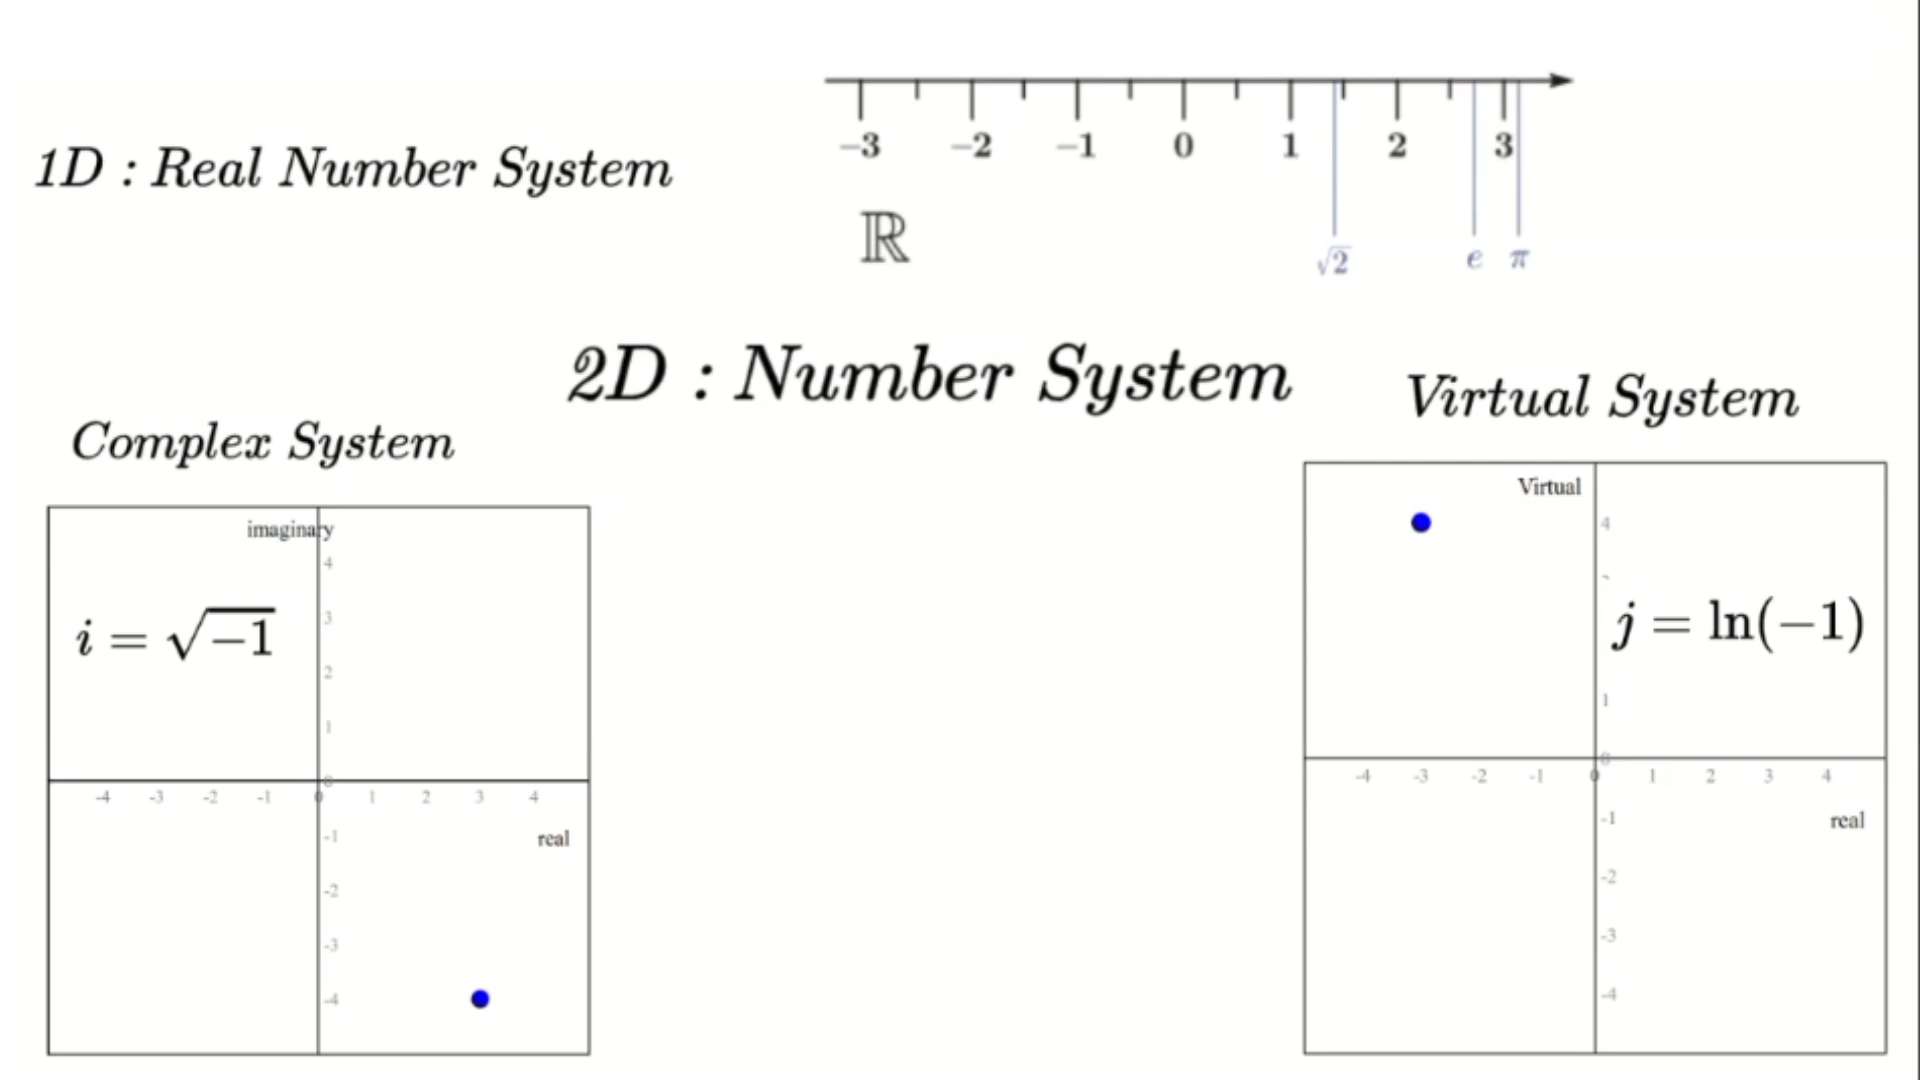 −3 −2 −1 0 1 2 3
1D : Real Number System
ℝ
√2 e π
2D : Number System
Virtual System
Complex System
Virtual
imaginary
4
4
i = √−1
3
j = ln(−1)
2
1
1
0
0
-4 -3 -2 -1 0 1 2 3 4
-4 -3 -2 -1 0 1 2 3 4
-1
real
-1
real
-2
-2
-3
-3
-4
-4